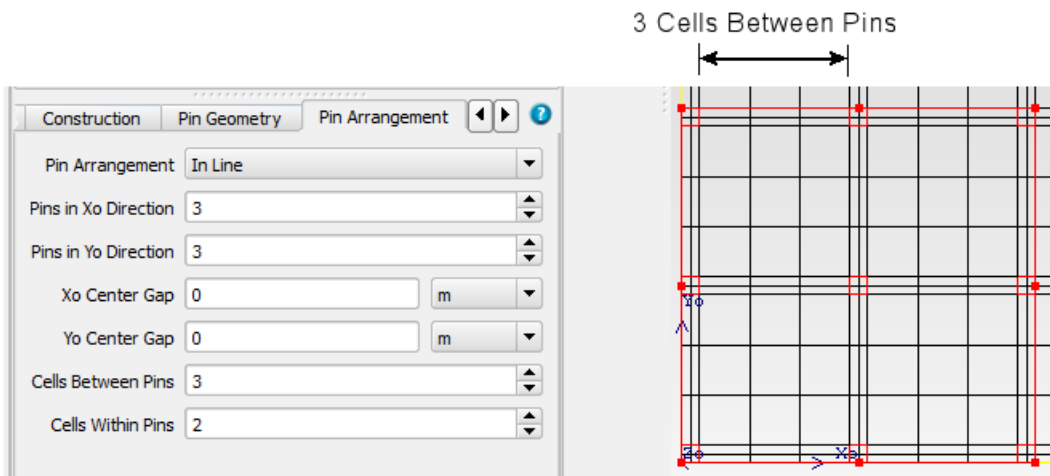 3 Cells Between Pins
Construction Pin Geometry Pin Arrangement ?
Pin Arrangement In Line
Pins in Xo Direction 3
Pins in Yo Direction 3
Xo Center Gap 0 m
Yo Center Gap 0 m
Cells Between Pins 3
Cells Within Pins 2
Yo
Zo Xo